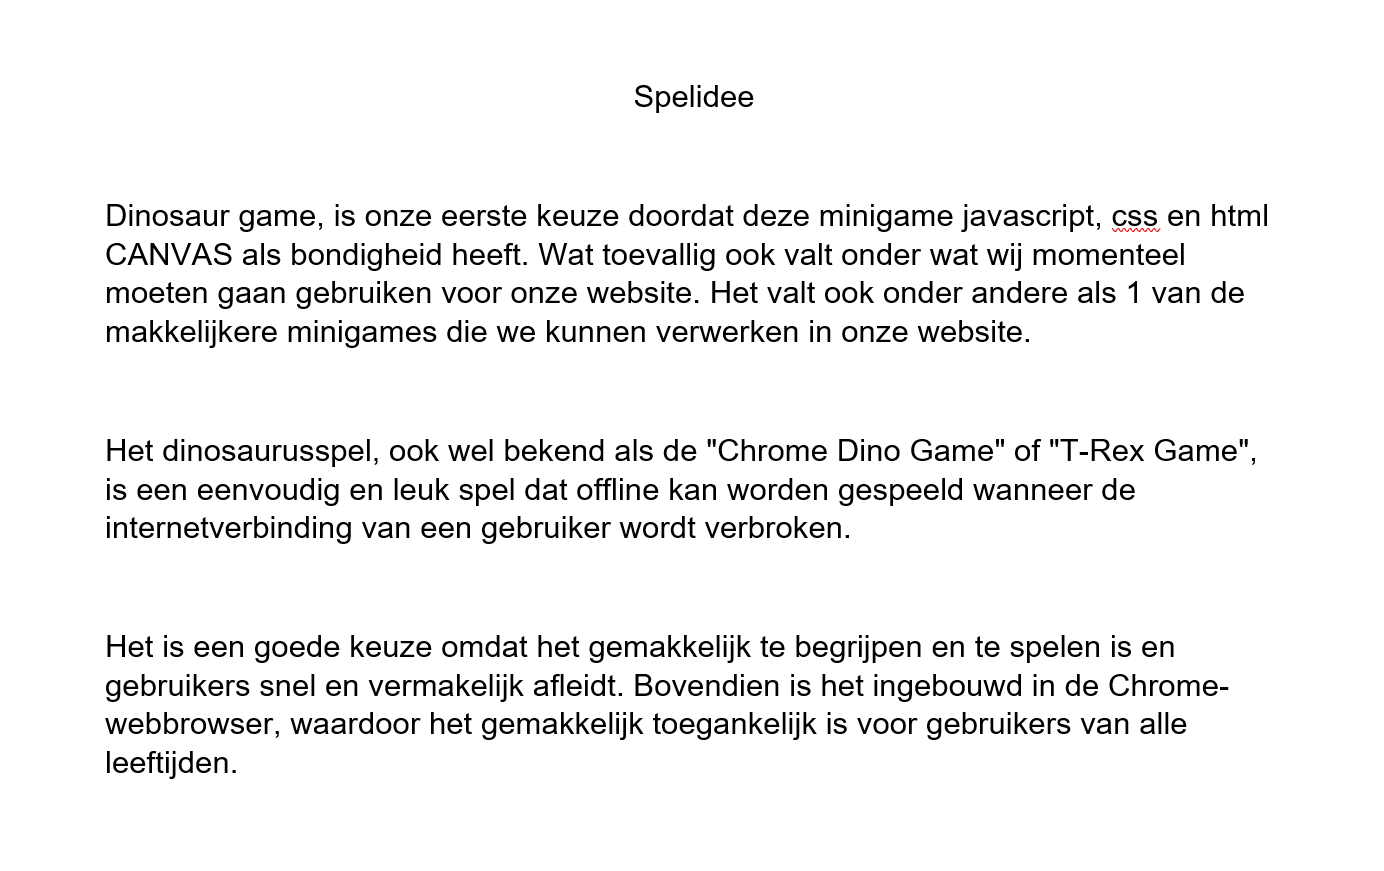 Spelidee
Dinosaur game, is onze eerste keuze doordat deze minigame javascript, css en html
CANVAS als bondigheid heeft. Wat toevallig ook valt onder wat wij momenteel
moeten gaan gebruiken voor onze website. Het valt ook onder andere als 1 van de
makkelijkere minigames die we kunnen verwerken in onze website.
Het dinosaurusspel, ook wel bekend als de "Chrome Dino Game" of "T-Rex Game",
is een eenvoudig en leuk spel dat offline kan worden gespeeld wanneer de
internetverbinding van een gebruiker wordt verbroken.
Het is een goede keuze omdat het gemakkelijk te begrijpen en te spelen is en
gebruikers snel en vermakelijk afleidt. Bovendien is het ingebouwd in de Chrome-
webbrowser, waardoor het gemakkelijk toegankelijk is voor gebruikers van alle
leeftijden.